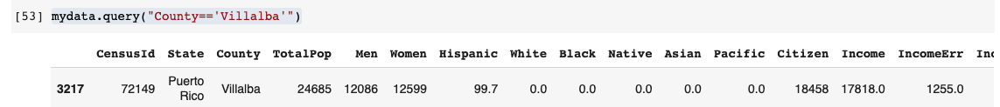 [53] mydata.query("County=='Villalba'")
CensusId State County TotalPop Men Women Hispanic White Black Native Asian Pacific Citizen Income IncomeErr
3217 72149 Puerto Rico Villalba 24685 12086 12599 99.7 0.0 0.0 0.0 0.0 0.0 18458 17818.0 1255.0